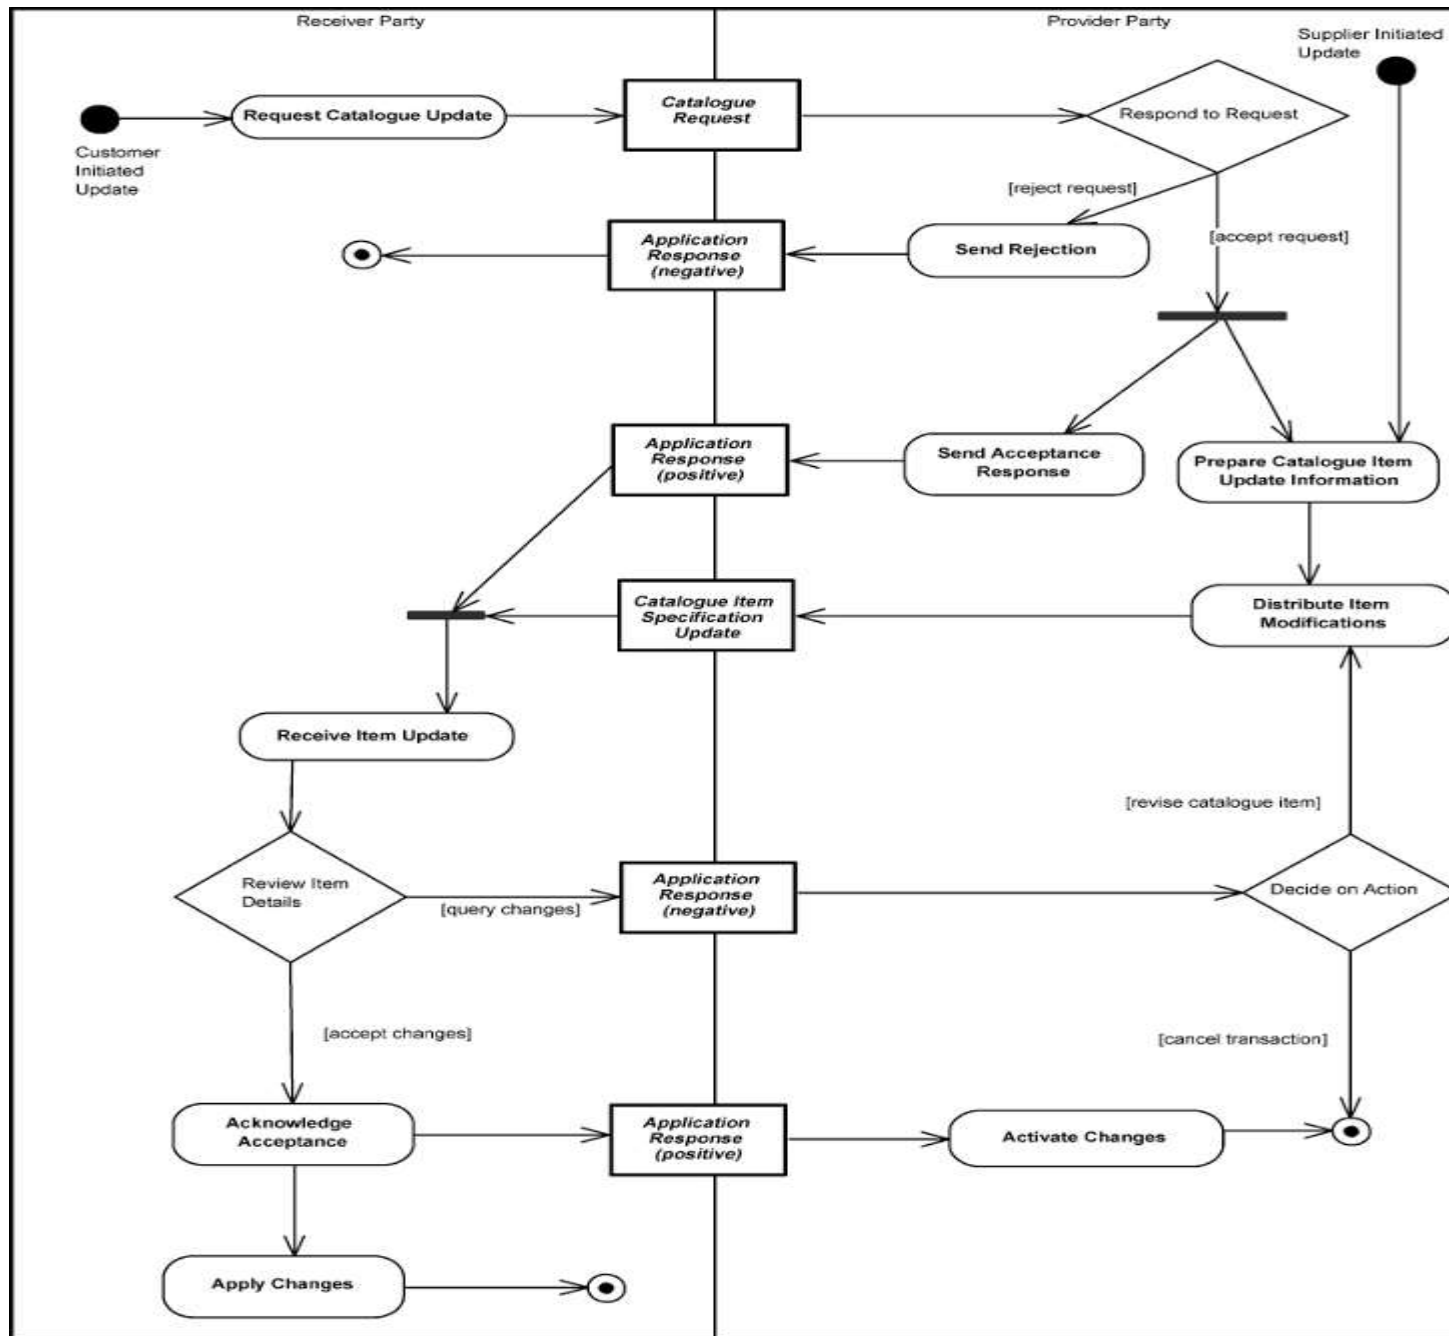 Receiver Party
Provider Party
Supplier Initiated
Update
Customer
Initiated
Update
Request Catalogue Update
Catalogue
Request
Respond to Request
[reject request]
[accept request]
Application
Response
(negative)
Send Rejection
Application
Response
(positive)
Send Acceptance
Response
Prepare Catalogue Item
Update Information
Catalogue Item
Specification
Update
Distribute Item
Modifications
Receive Item Update
[revise catalogue item]
Review Item
Details
[query changes]
Application
Response
(negative)
Decide on Action
[accept changes]
[cancel transaction]
Acknowledge
Acceptance
Application
Response
(positive)
Activate Changes
Apply Changes